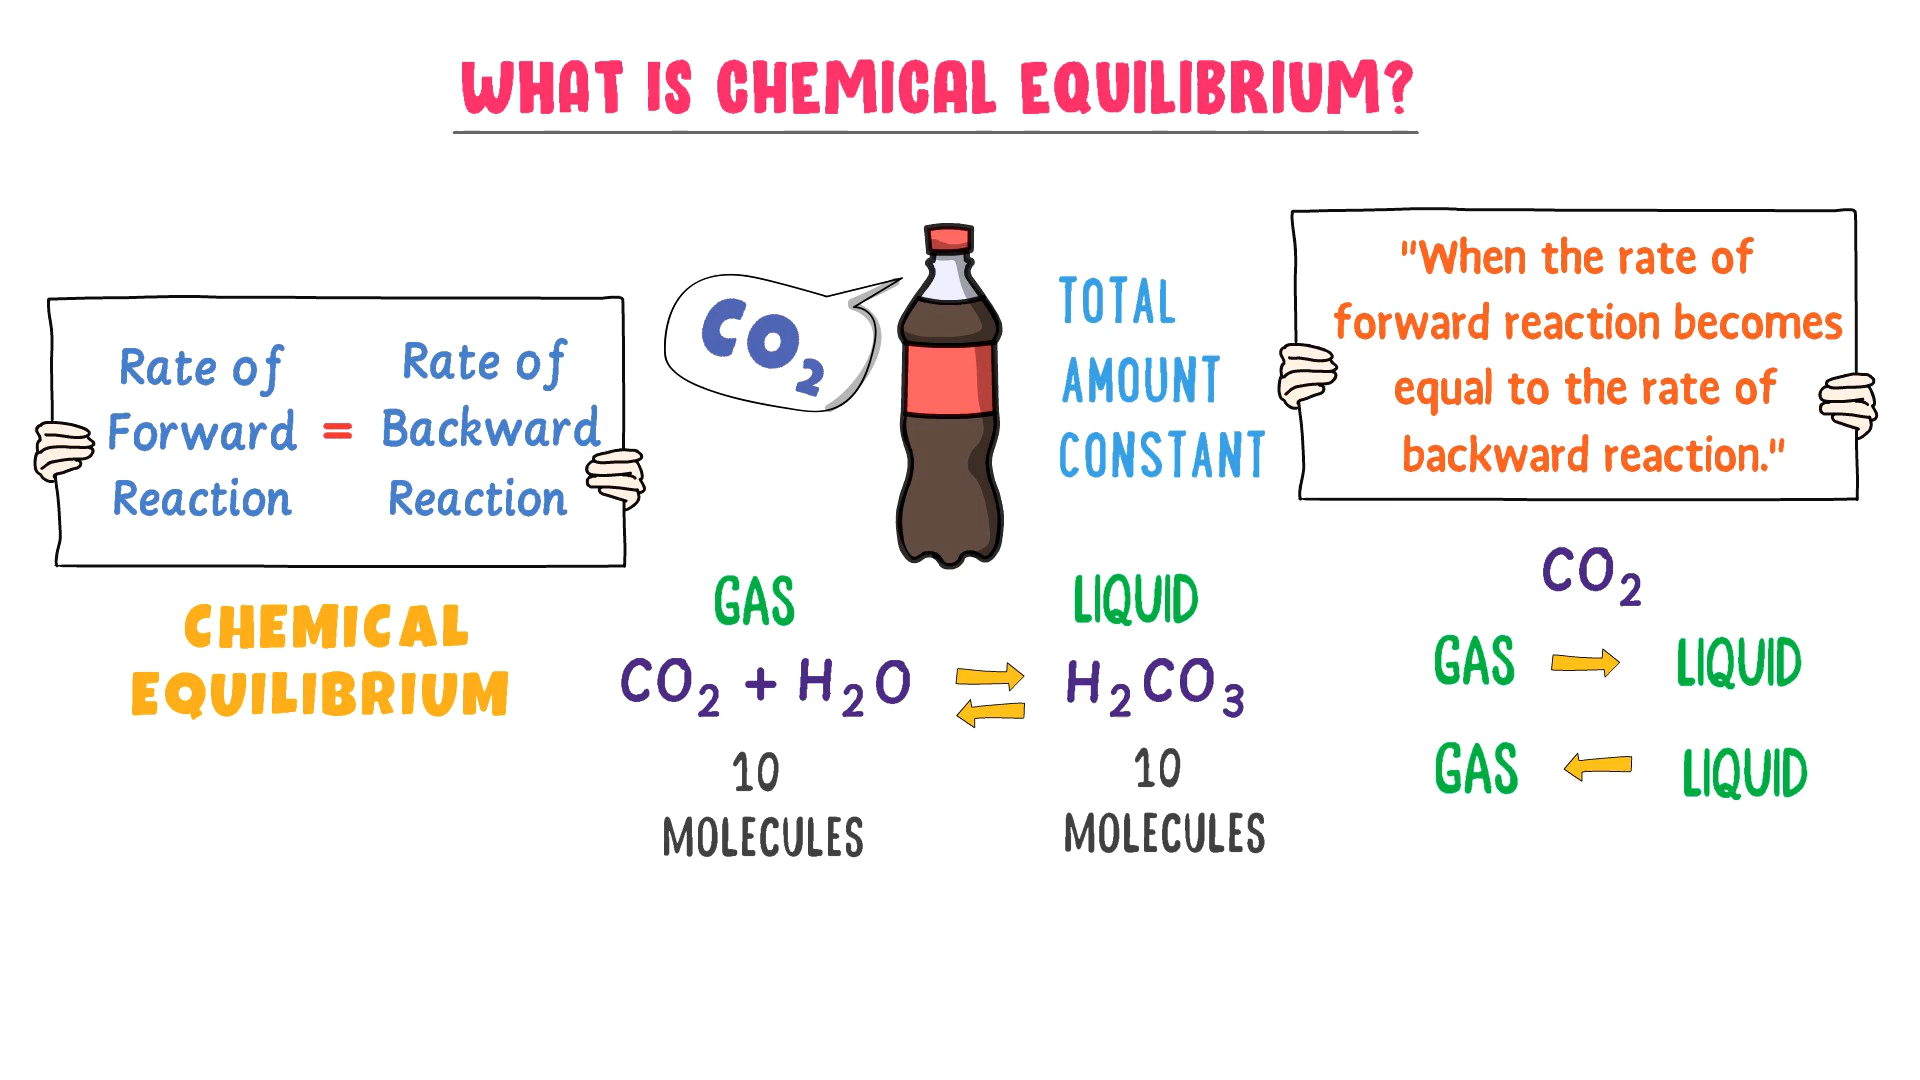 WHAT IS CHEMICAL EQUILIBRIUM?
Rate of
Forward
Reaction
=
Rate of
Backward
Reaction
CHEMICAL
EQUILIBRIUM
CO2
TOTAL
AMOUNT
CONSTANT
GAS
LIQUID
CO2 + H2O
H2CO3
10
MOLECULES
10
MOLECULES
"When the rate of
forward reaction becomes
equal to the rate of
backward reaction."
CO2
GAS → LIQUID
GAS ← LIQUID